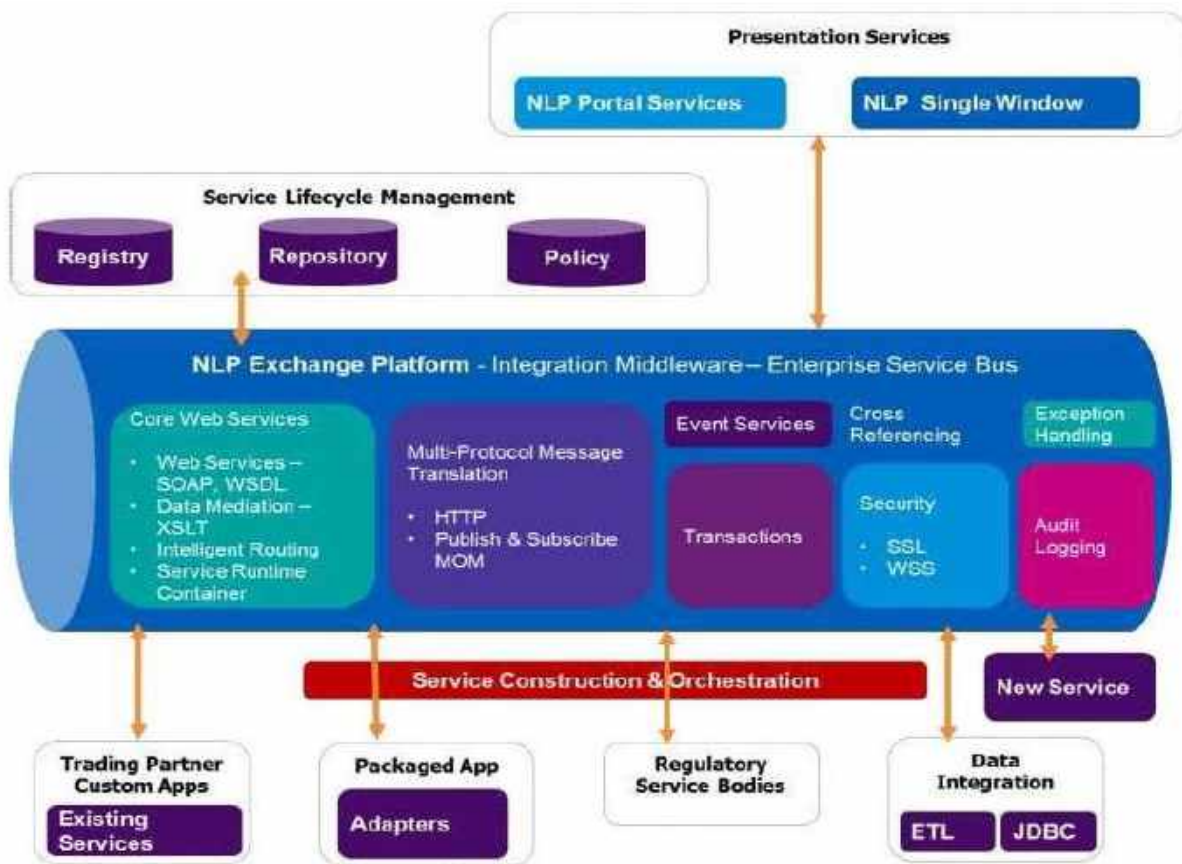 Presentation Services
NLP Portal Services
NLP Single Window
Service Lifecycle Management
Registry
Repository
Policy
NLP Exchange Platform - Integration Middleware – Enterprise Service Bus
Core Web Services
• Web Services –
SOAP, WSDL
• Data Mediation –
XSLT
• Intelligent Routing
• Service Runtime
Container
Multi-Protocol Message
Translation
• HTTP
• Publish & Subscribe
MOM
Event Services
Transactions
Cross
Referencing
Security
• SSL
• WSS
Exception
Handling
Audit
Logging
Service Construction & Orchestration
New Service
Trading Partner
Custom Apps
Existing
Services
Packaged App
Adapters
Regulatory
Service Bodies
Data
Integration
ETL
JDBC